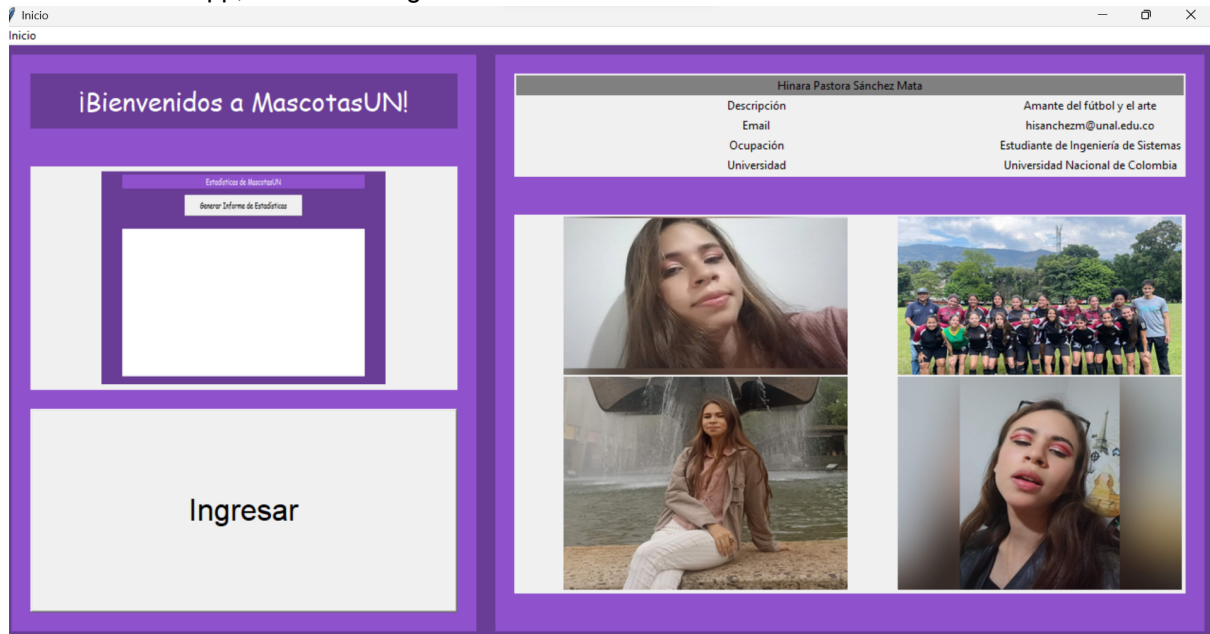 Inicio
Inicio
¡Bienvenidos a MascotasUN!
Estadísticas de MascotasUN
Generar Informe de Estadísticas
Ingresar
Hinara Pastora Sánchez Mata
Descripción Amante del fútbol y el arte
Email hisanchezm@unal.edu.co
Ocupación Estudiante de Ingeniería de Sistemas
Universidad Universidad Nacional de Colombia